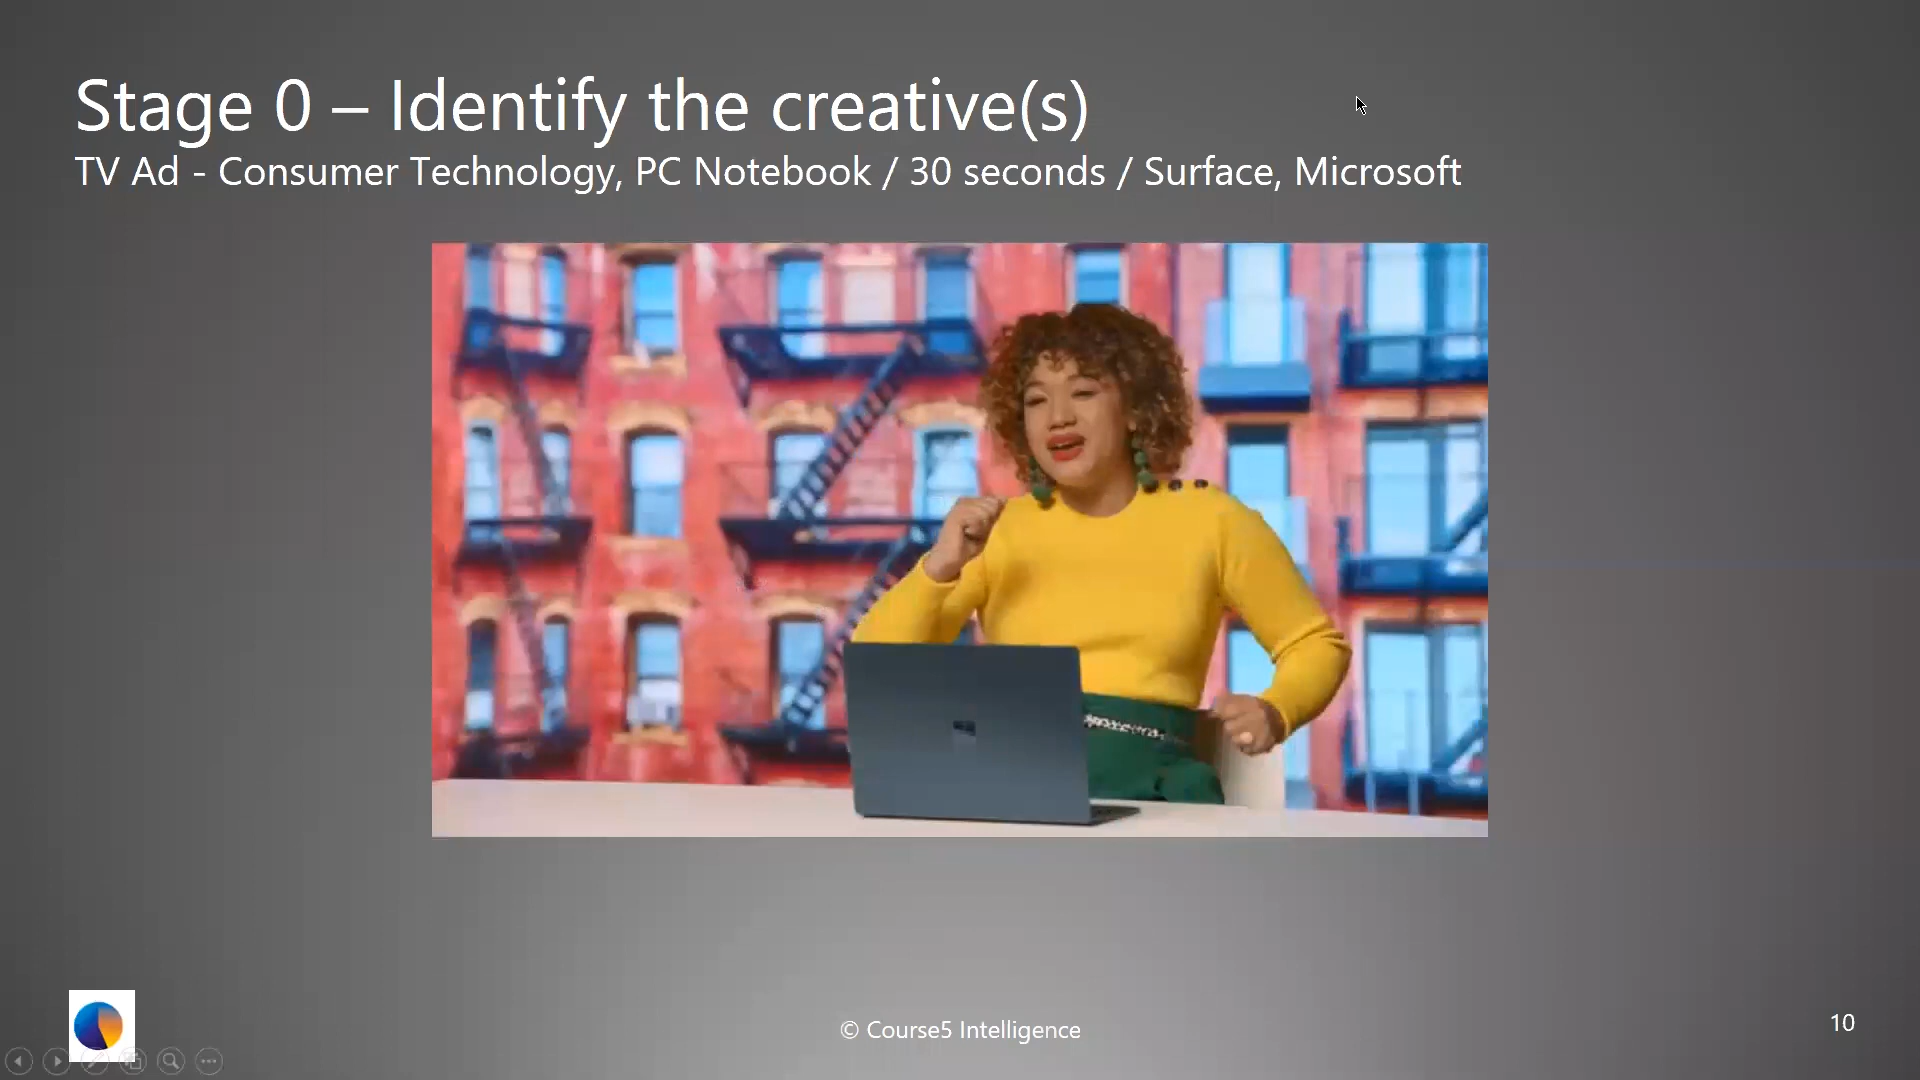 Stage 0 – Identify the creative(s)
TV Ad - Consumer Technology, PC Notebook / 30 seconds / Surface, Microsoft
© Course5 Intelligence
10